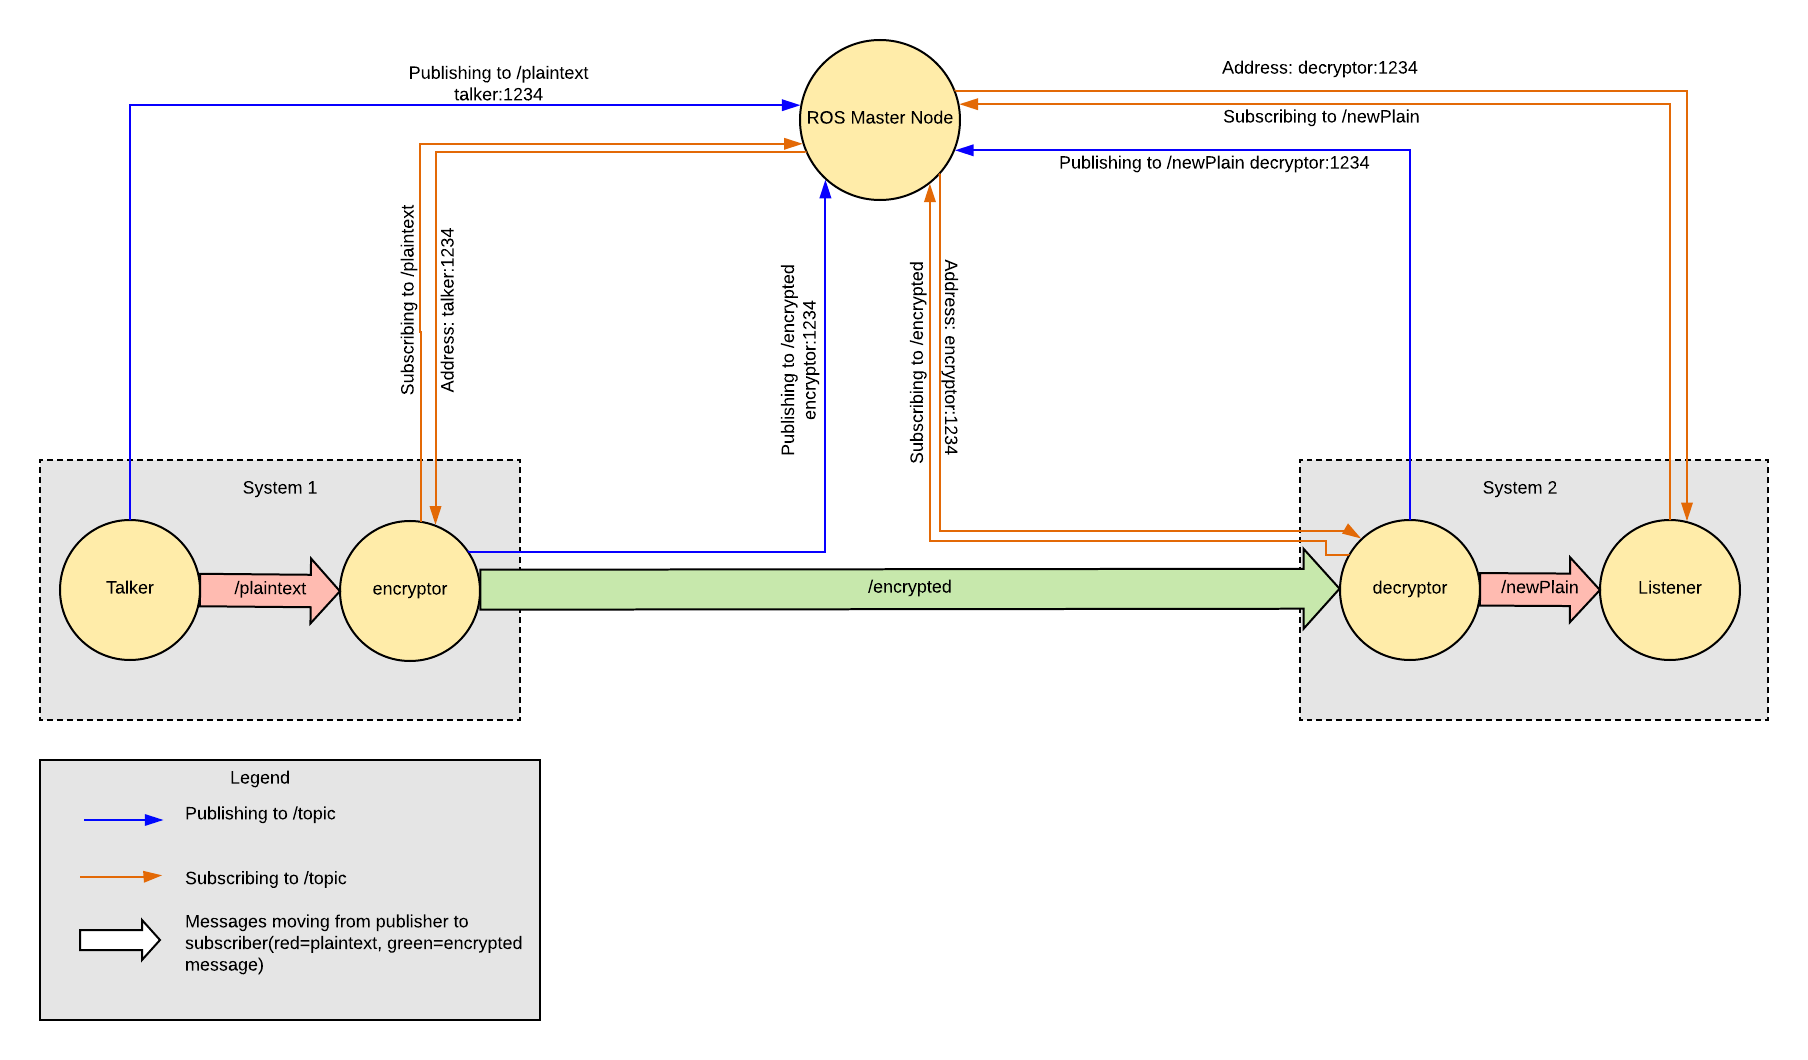 Publishing to /plaintext
talker:1234
ROS Master Node
Address: decryptor:1234
Subscribing to /newPlain
Publishing to /newPlain decryptor:1234
Subscribing to /plaintext
Address: talker:1234
Publishing to /encrypted
encryptor:1234
Subscribing to /encrypted
Address: encryptor:1234
System 1
Talker
/plaintext
encryptor
/encrypted
System 2
decryptor
/newPlain
Listener
Legend
Publishing to /topic
Subscribing to /topic
Messages moving from publisher to
subscriber(red=plaintext, green=encrypted
message)